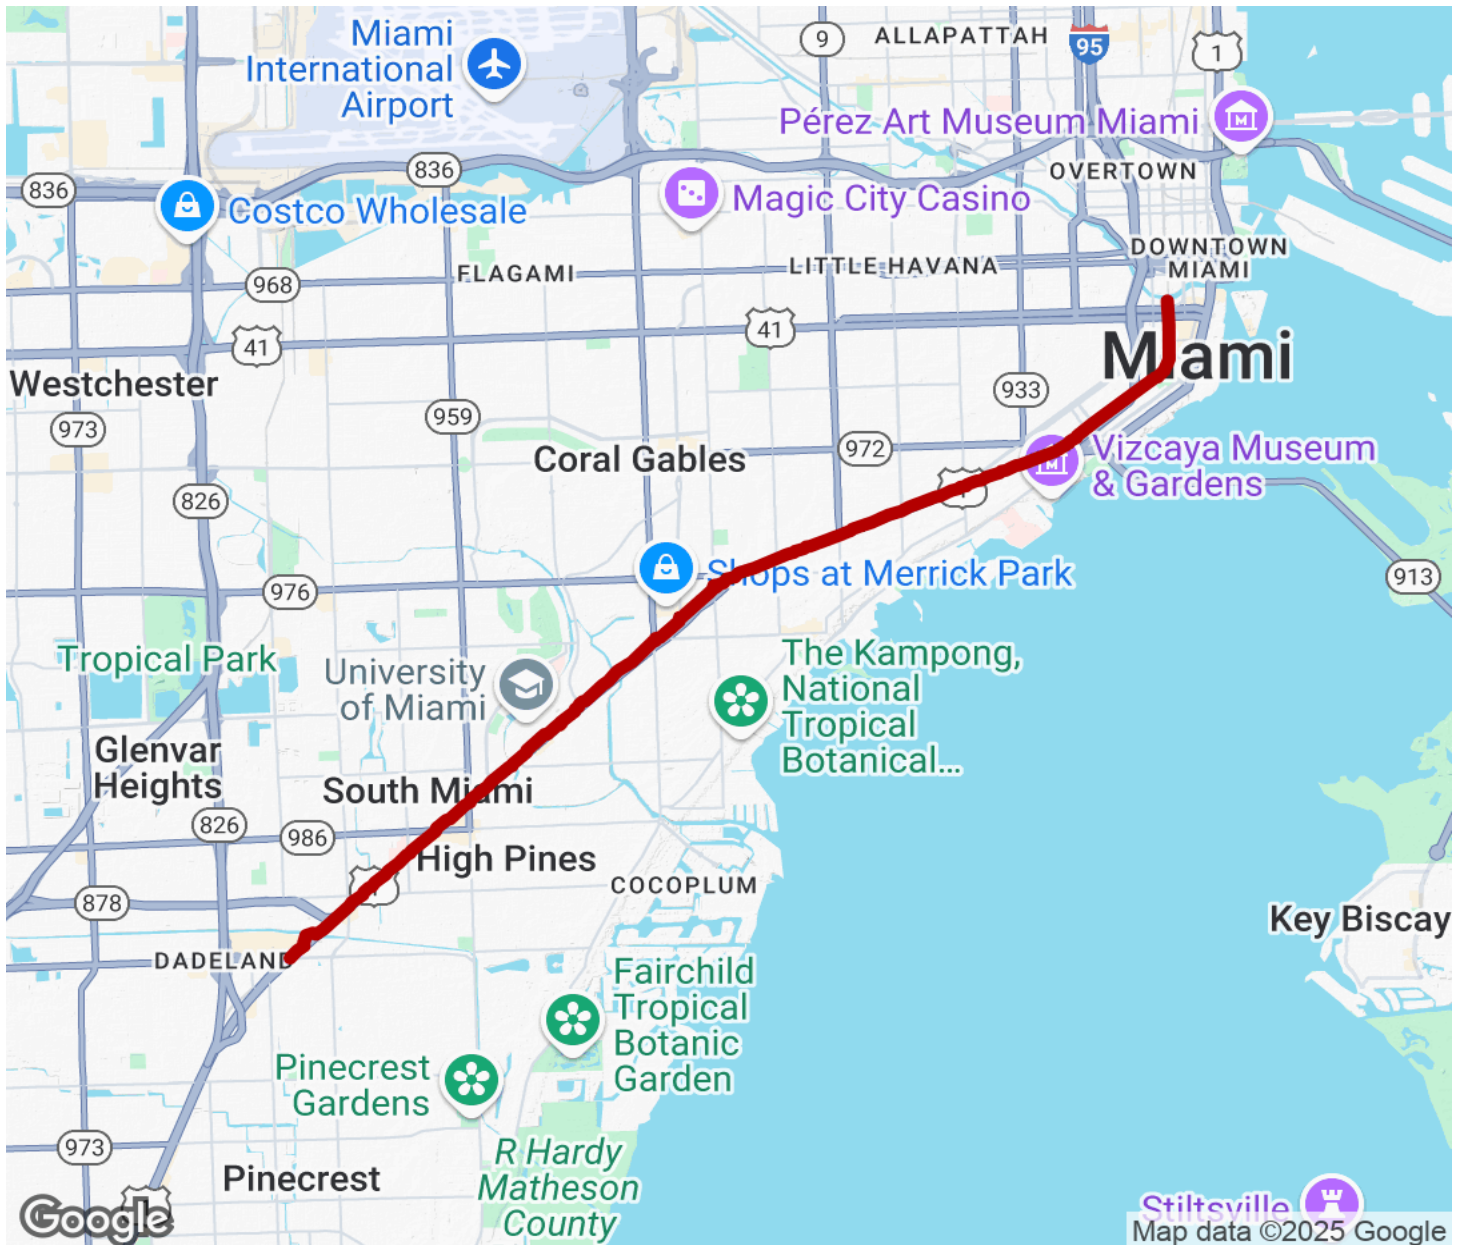 Miami
International
Airport
9
ALLAPATTAH
95
1
Pérez Art Museum Miami
836
836
OVERTOWN
Costco Wholesale
Magic City Casino
DOWNTOWN
MIAMI
FLAGAMI
LITTLE HAVANA
968
41
41
Miami
Westchester
933
973
959
Coral Gables
972
Vizcaya Museum
& Gardens
826
1
Shops at Merrick Park
913
976
Tropical Park
University
of Miami
The Kampong,
National
Tropical
Botanical...
Glenvar
Heights
South Miami
826
986
High Pines
COCOPLUM
878
Key Biscay
DADELAND
Fairchild
Tropical
Botanic
Garden
Pinecrest
Gardens
973
R Hardy
Matheson
County
Pinecrest
Stiltsville
Google
Map data ©2025 Google